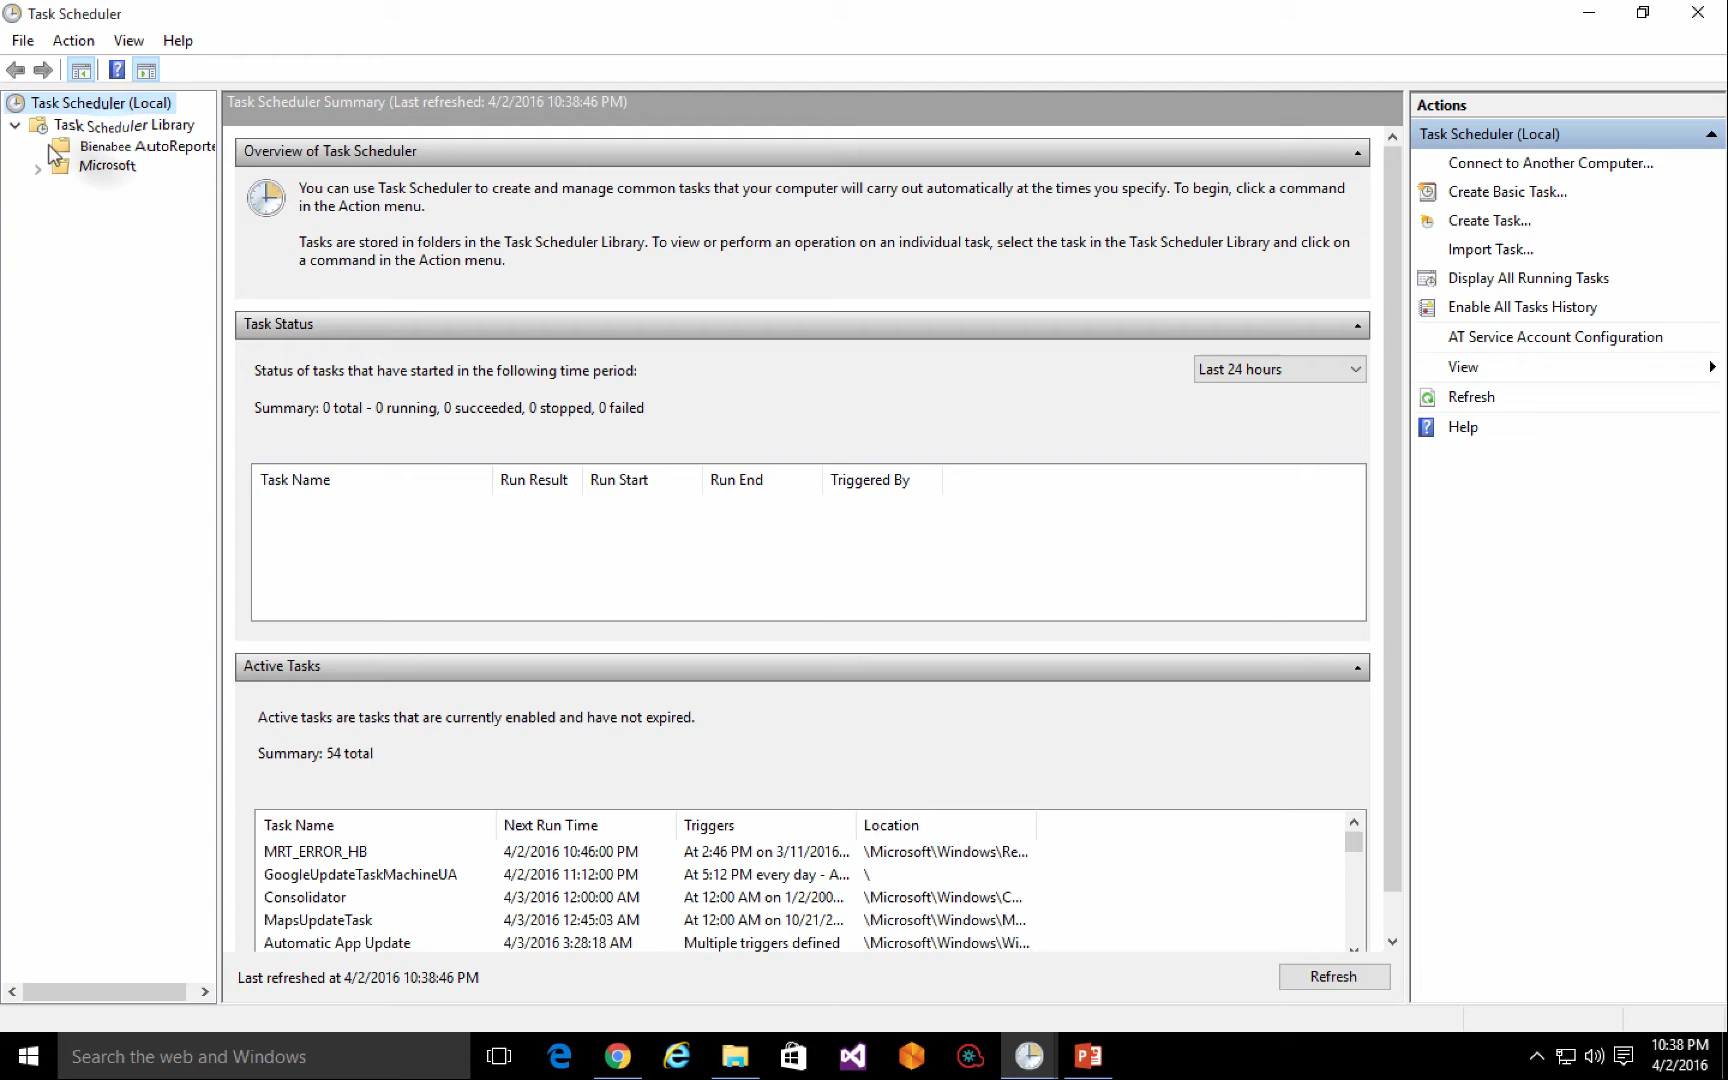 Task Scheduler
File Action View Help
Task Scheduler (Local)
Task Scheduler Library
Bienabee AutoReporte
Microsoft
Task Scheduler Summary (Last refreshed: 4/2/2016 10:38:46 PM)
Overview of Task Scheduler
You can use Task Scheduler to create and manage common tasks that your computer will carry out automatically at the times you specify. To begin, click a command
in the Action menu.
Tasks are stored in folders in the Task Scheduler Library. To view or perform an operation on an individual task, select the task in the Task Scheduler Library and click on
a command in the Action menu.
Task Status
Status of tasks that have started in the following time period:
Last 24 hours
Summary: 0 total - 0 running, 0 succeeded, 0 stopped, 0 failed
Task Name Run Result Run Start Run End Triggered By
Active Tasks
Active tasks are tasks that are currently enabled and have not expired.
Summary: 54 total
Task Name Next Run Time Triggers Location
MRT_ERROR_HB 4/2/2016 10:46:00 PM At 2:46 PM on 3/11/2016... \Microsoft\Windows\Re...
GoogleUpdateTaskMachineUA 4/2/2016 11:12:00 PM At 5:12 PM every day - A... \
Consolidator 4/3/2016 12:00:00 AM At 12:00 AM on 1/2/200... \Microsoft\Windows\C...
MapsUpdateTask 4/3/2016 12:45:03 AM At 12:00 AM on 10/21/2... \Microsoft\Windows\M...
Automatic App Update 4/3/2016 3:28:18 AM Multiple triggers defined \Microsoft\Windows\Wi...
Last refreshed at 4/2/2016 10:38:46 PM
Refresh
Actions
Task Scheduler (Local)
Connect to Another Computer...
Create Basic Task...
Create Task...
Import Task...
Display All Running Tasks
Enable All Tasks History
AT Service Account Configuration
View
Refresh
Help
Search the web and Windows
10:38 PM
4/2/2016